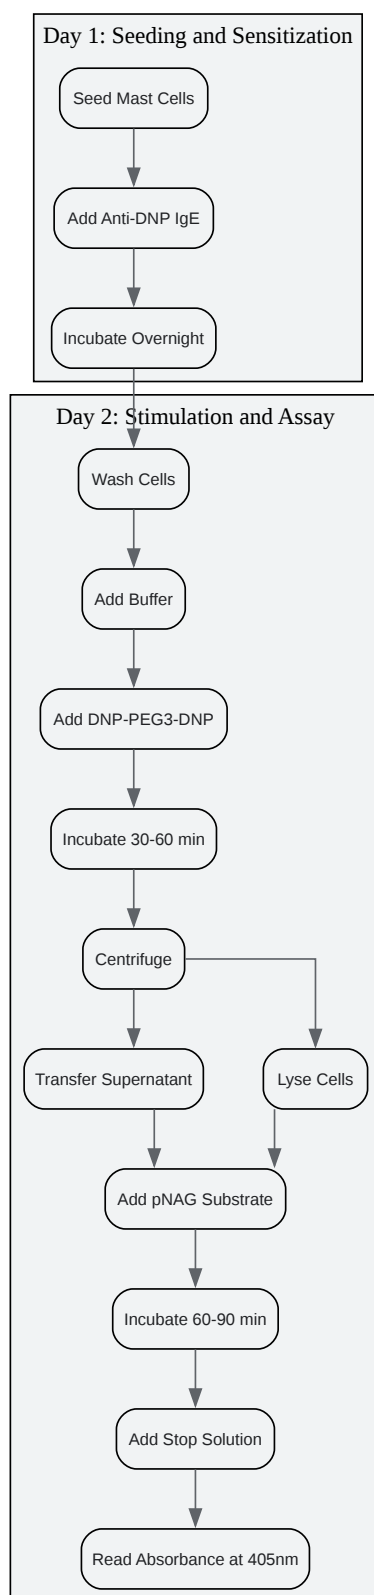 Day 1: Seeding and Sensitization
Seed Mast Cells
Add Anti-DNP IgE
Incubate Overnight
Day 2: Stimulation and Assay
Wash Cells
Add Buffer
Add DNP-PEG3-DNP
Incubate 30-60 min
Centrifuge
Transfer Supernatant
Lyse Cells
Add pNAG Substrate
Incubate 60-90 min
Add Stop Solution
Read Absorbance at 405nm